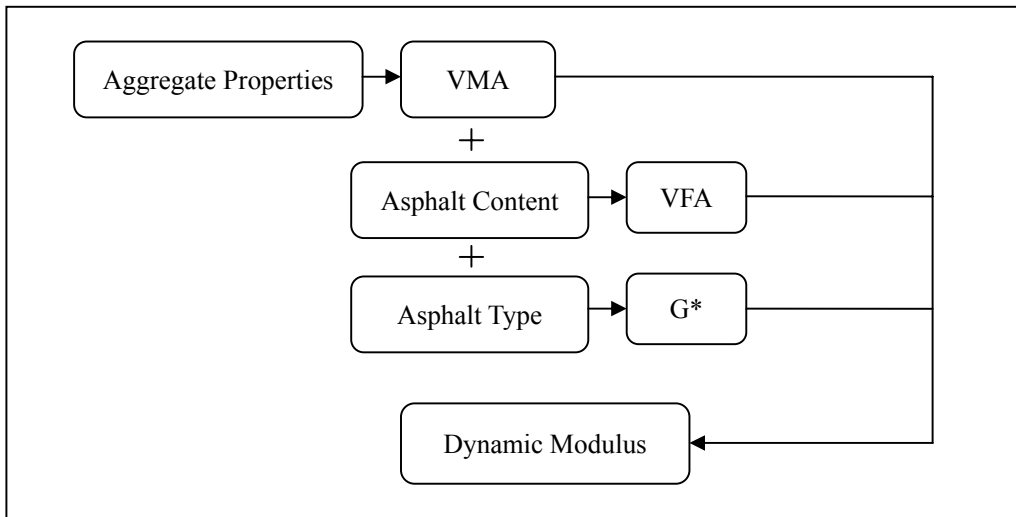 Aggregate Properties
VMA
+
Asphalt Content
VFA
+
Asphalt Type
G*
Dynamic Modulus